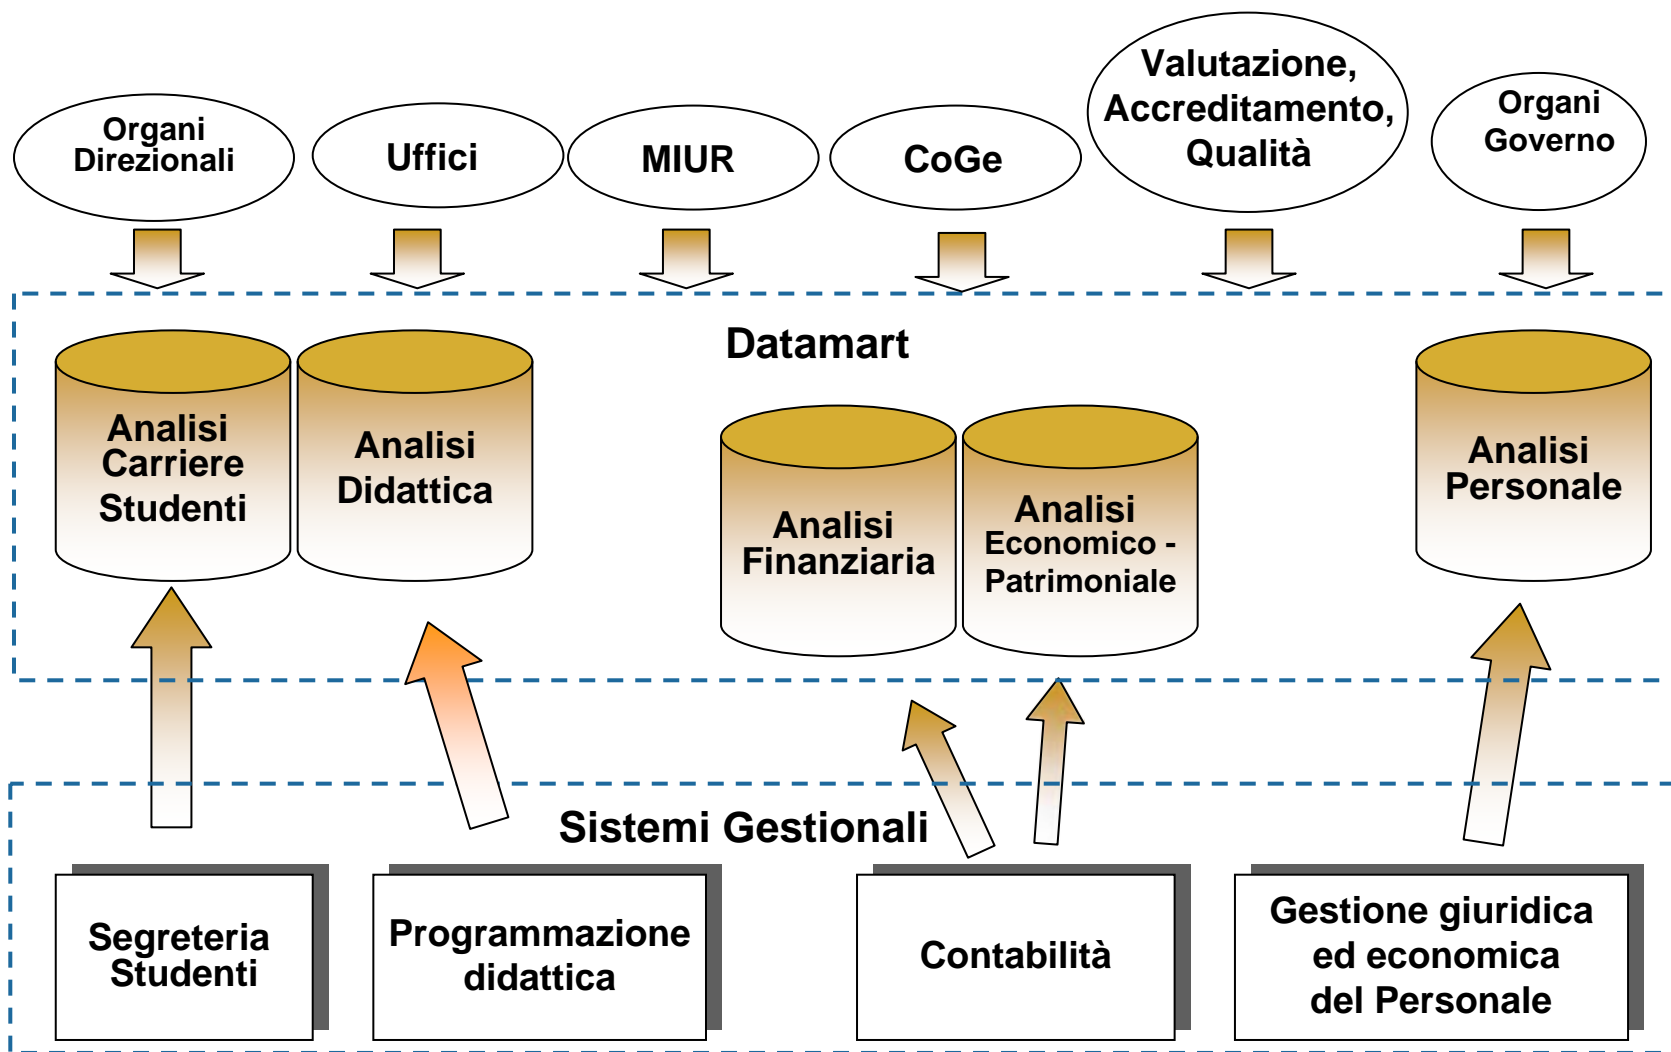 Organi
Direzionali
Uffici
MIUR
CoGe
Valutazione,
Accreditamento,
Qualità
Organi
Governo
Datamart
Analisi
Carriere
Studenti
Analisi
Didattica
Analisi
Finanziaria
Analisi
Economico -
Patrimoniale
Analisi
Personale
Sistemi Gestionali
Segreteria
Studenti
Programmazione
didattica
Contabilità
Gestione giuridica
ed economica
del Personale